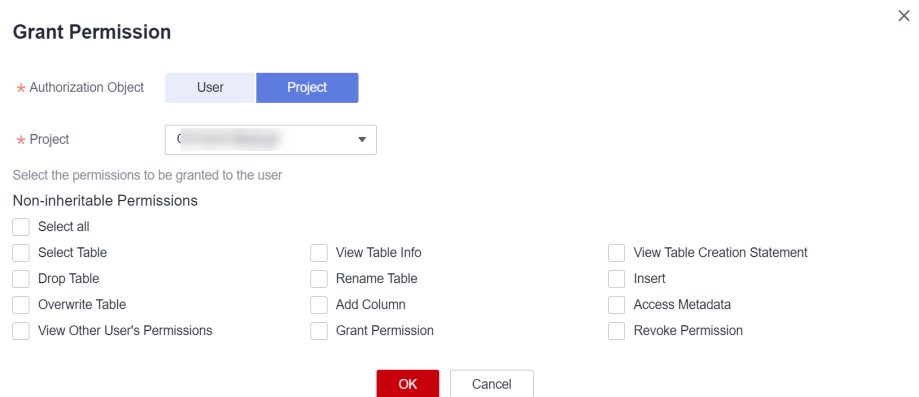 Grant Permission
* Authorization Object User Project
* Project
Select the permissions to be granted to the user
Non-inheritable Permissions
Select all
Select Table View Table Info View Table Creation Statement
Drop Table Rename Table Insert
Overwrite Table Add Column Access Metadata
View Other User's Permissions Grant Permission Revoke Permission
OK Cancel